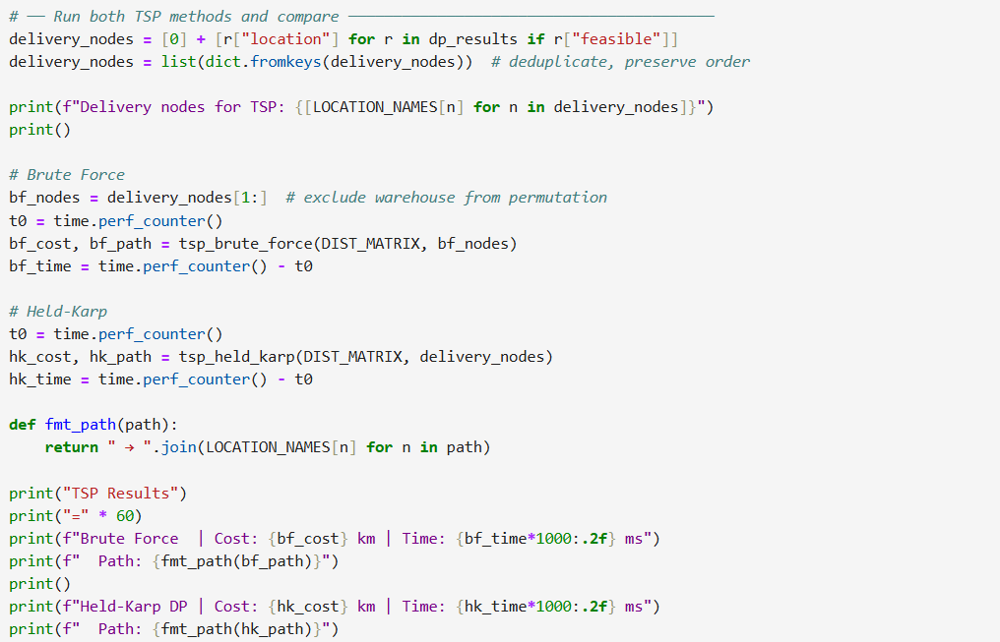 # ── Run both TSP methods and compare ─────────────────────────────────────────
delivery_nodes = [0] + [r["location"] for r in dp_results if r["feasible"]]
delivery_nodes = list(dict.fromkeys(delivery_nodes))  # deduplicate, preserve order

print(f"Delivery nodes for TSP: {[LOCATION_NAMES[n] for n in delivery_nodes]}")
print()

# Brute Force
bf_nodes = delivery_nodes[1:]  # exclude warehouse from permutation
t0 = time.perf_counter()
bf_cost, bf_path = tsp_brute_force(DIST_MATRIX, bf_nodes)
bf_time = time.perf_counter() - t0

# Held-Karp
t0 = time.perf_counter()
hk_cost, hk_path = tsp_held_karp(DIST_MATRIX, delivery_nodes)
hk_time = time.perf_counter() - t0

def fmt_path(path):
    return " → ".join(LOCATION_NAMES[n] for n in path)

print("TSP Results")
print("=" * 60)
print(f"Brute Force  | Cost: {bf_cost} km | Time: {bf_time*1000:.2f} ms")
print(f"  Path: {fmt_path(bf_path)}")
print()
print(f"Held-Karp DP | Cost: {hk_cost} km | Time: {hk_time*1000:.2f} ms")
print(f"  Path: {fmt_path(hk_path)}")